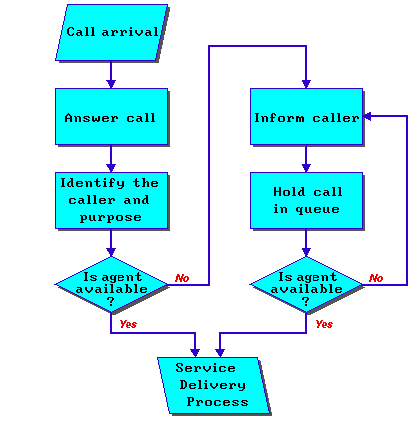 Call arrival
Answer call
Identify the
caller and
purpose
Is agent
available
?
No
Yes
Inform caller
Hold call
in queue
Is agent
available
?
No
Yes
Service
Delivery
Process